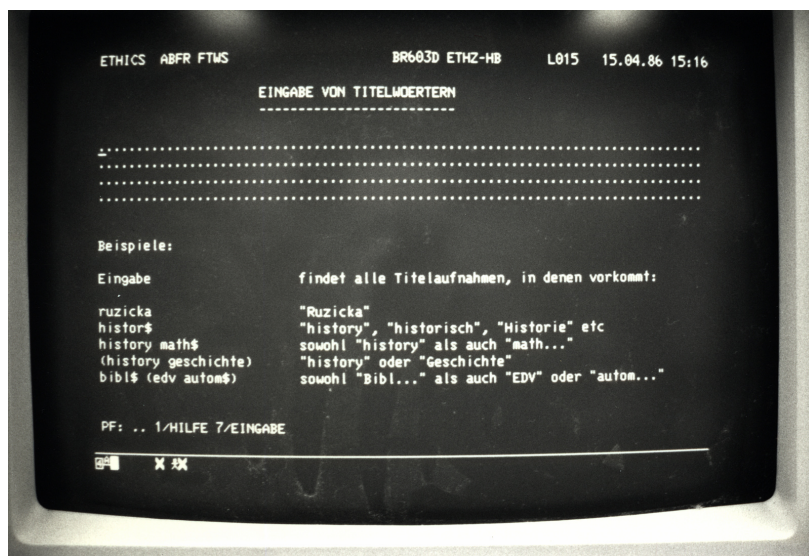 ETHICS ABFR FTWS BR603D ETHZ-HB L015 15.04.86 15:16
EINGABE VON TITELWOERTERN
Beispiele:
Eingabe findet alle Titelaufnahmen, in denen vorkommt:
ruzicka "Ruzicka"
histor$ "history", "historisch", "Historie" etc
history math$ sowohl "history" als auch "math..."
(history geschichte) "history" oder "Geschichte"
bibl$ (edv autom$) sowohl "Bibl..." als auch "EDV" oder "autom..."
PF: .. 1/HILFE 7/EINGABE